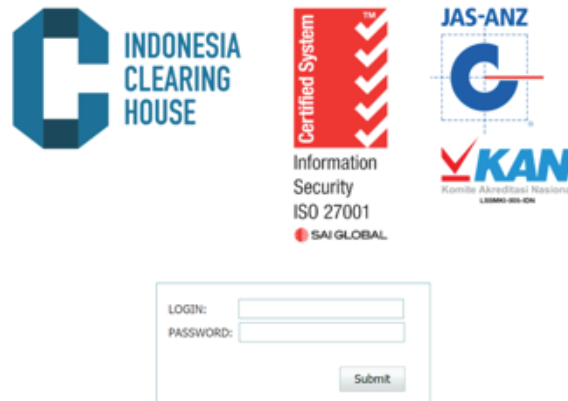 INDONESIA
CLEARING
HOUSE
Certified System
TM
Information
Security
ISO 27001
SAI GLOBAL
JAS-ANZ
KAN
Komite Akreditasi Nasional
LOGIN:
PASSWORD:
Submit